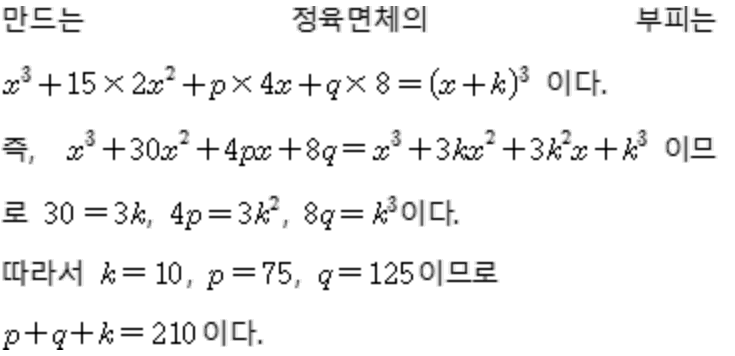 만드는 정육면체의 부피는
x³+15×2x²+p×4x+q×8=(x+k)³ 이다.
즉, x³+30x²+4px+8q=x³+3kx²+3k²x+k³ 이므
로 30=3k, 4p=3k², 8q=k³이다.
따라서 k=10, p=75, q=125이므로
p+q+k=210이다.